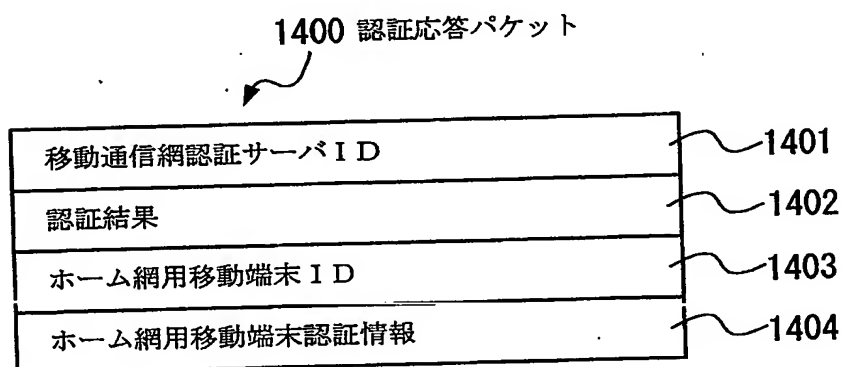 1400 認証応答パケット
移動通信網認証サーバID 1401
認証結果 1402
ホーム網用移動端末ID 1403
ホーム網用移動端末認証情報 1404